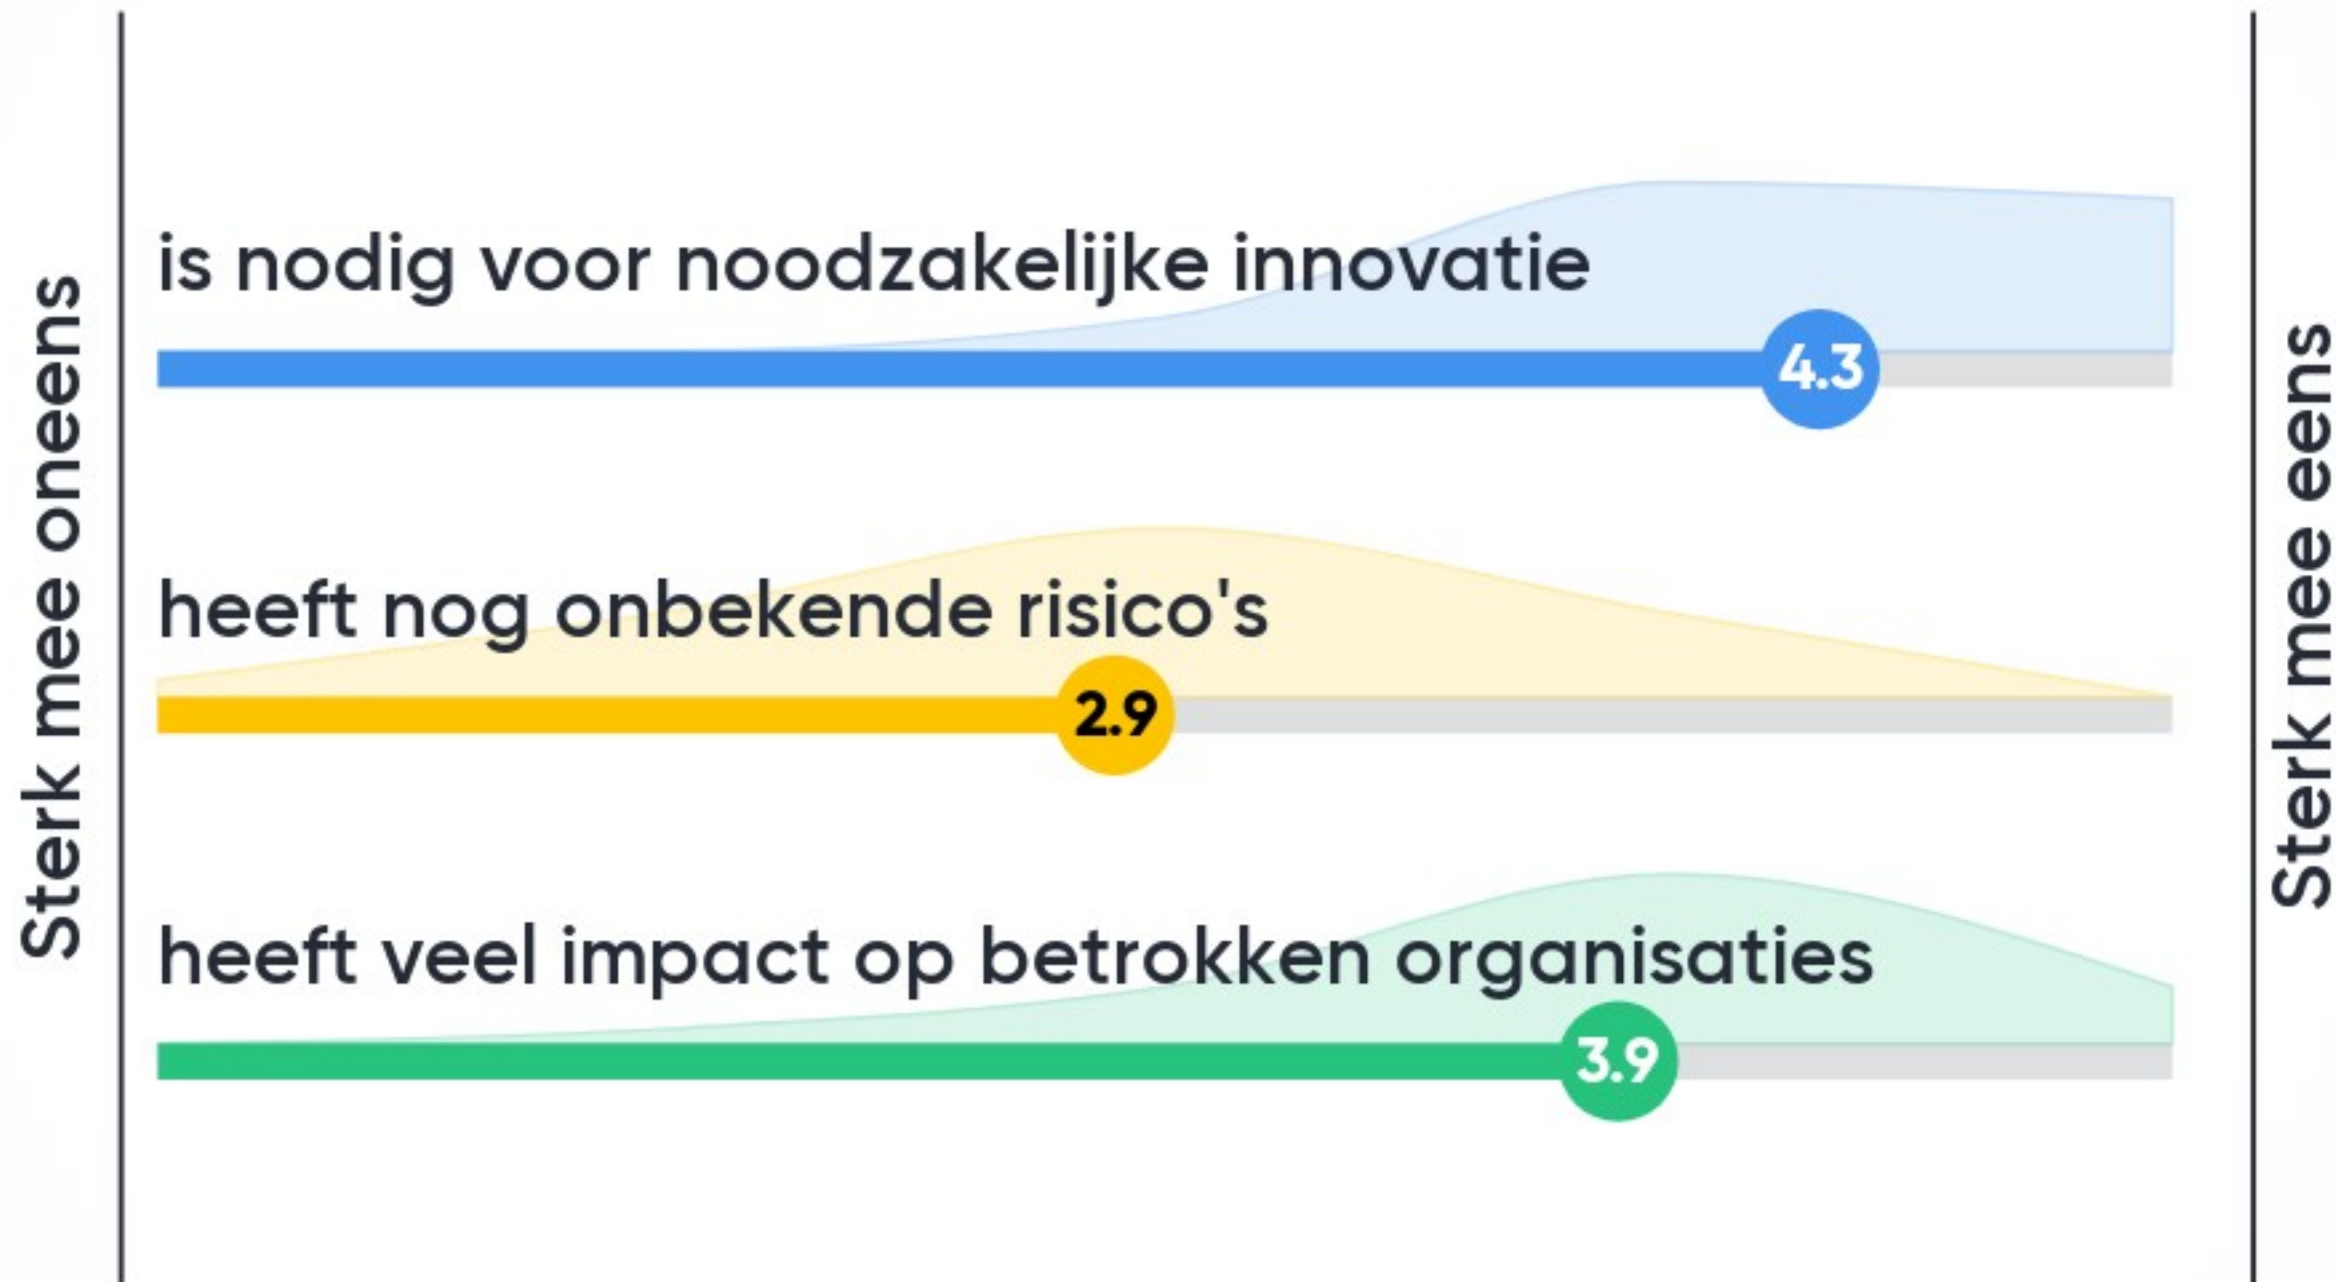 Sterk mee oneens
is nodig voor noodzakelijke innovatie
4.3
heeft nog onbekende risico's
2.9
heeft veel impact op betrokken organisaties
3.9
Sterk mee eens